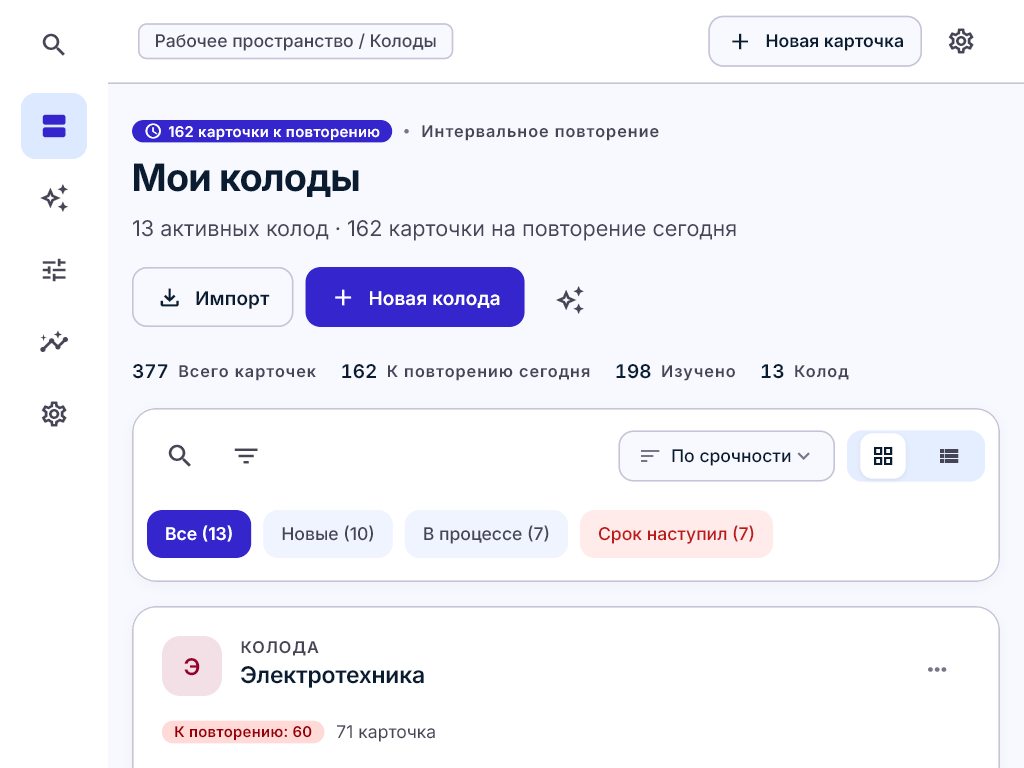 Рабочее пространство / Колоды
Новая карточка
162 карточки к повторению • Интервальное повторение
Мои колоды
13 активных колод · 162 карточки на повторение сегодня
Импорт
Новая колода
377 Всего карточек 162 К повторению сегодня 198 Изучено 13 Колод
По срочности
Все (13)
Новые (10)
В процессе (7)
Срок наступил (7)
Э
КОЛОДА
Электротехника
К повторению: 60 71 карточка